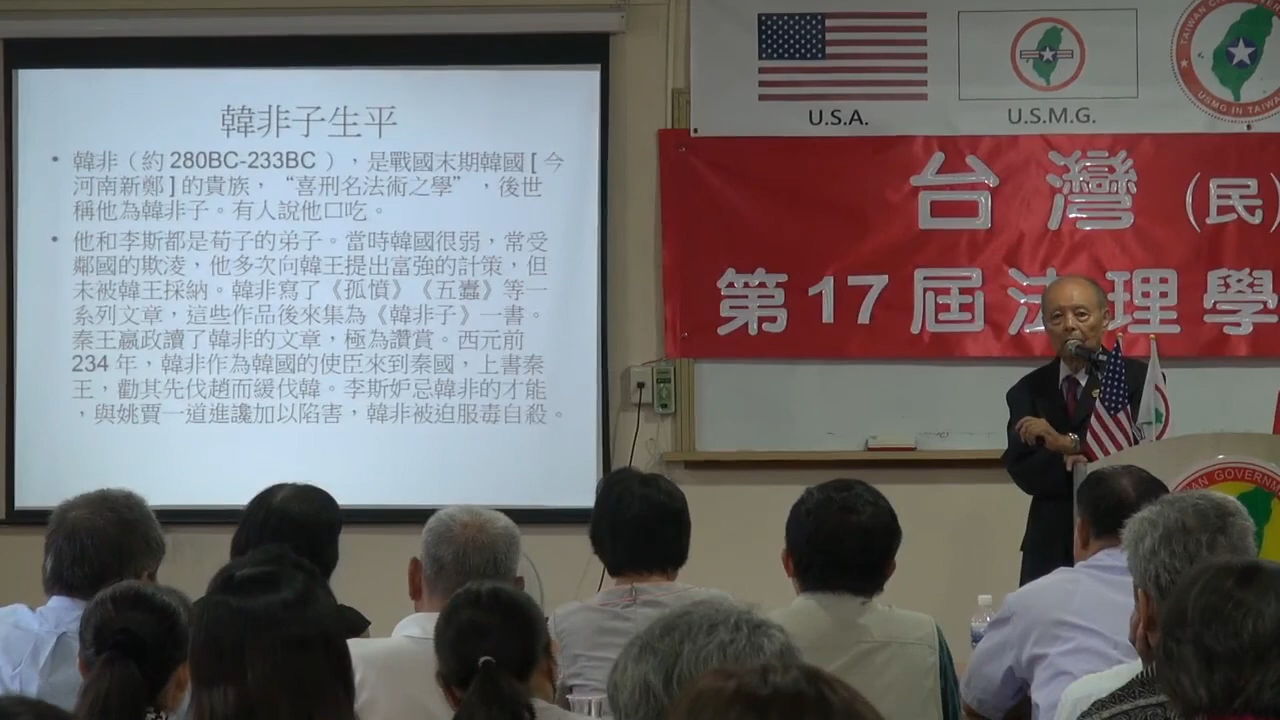 韓非子生平
• 韓非（約 280BC-233BC ），是戰國末期韓國 [ 今
河南新鄭 ] 的貴族，“喜刑名法術之學”，後世
稱他為韓非子。有人說他口吃。
• 他和李斯都是荀子的弟子。當時韓國很弱，常受
鄰國的欺凌，他多次向韓王提出富強的計策，但
未被韓王採納。韓非寫了《孤憤》《五蠹》等一
系列文章，這些作品後來集為《韓非子》一書。
秦王嬴政讀了韓非的文章，極為讚賞。西元前
234 年，韓非作為韓國的使臣來到秦國，上書秦
王，勸其先伐趙而緩伐韓。李斯妒忌韓非的才能
，與姚賈一道進讒加以陷害，韓非被迫服毒自殺。
U.S.A.
U.S.M.G.
USMG IN TAIWAN
台灣(民)
第17屆法理學